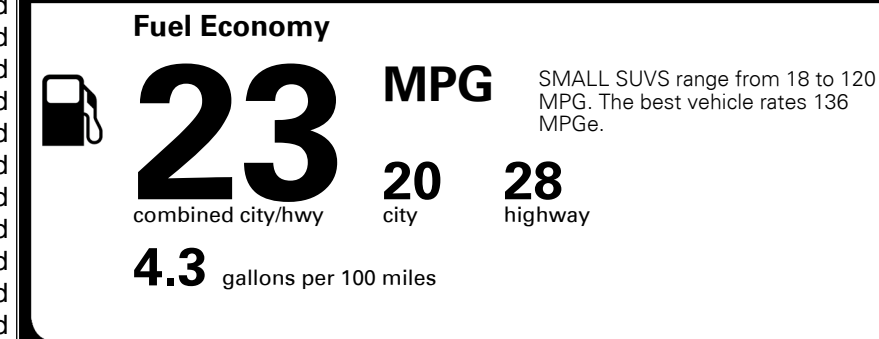 Fuel Economy
23
MPG
SMALL SUVS range from 18 to 120
MPG. The best vehicle rates 136
MPGe.
combined city/hwy
20
city
28
highway
4.3 gallons per 100 miles
d
d
d
d
d
d
d
d
d
d
d